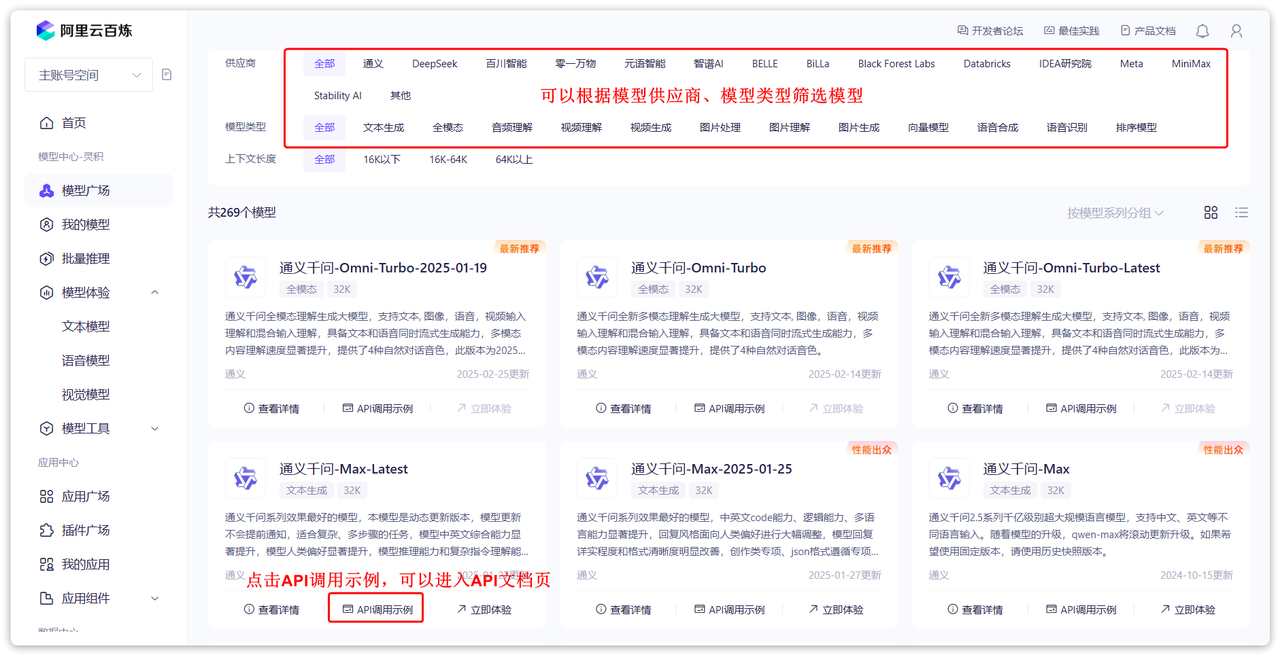 阿里云百炼
开发者论坛 最佳实践 产品文档
主账号空间
首页
模型中心-灵积
模型广场
我的模型
批量推理
模型体验
文本模型
语音模型
视觉模型
模型工具
应用中心
应用广场
插件广场
我的应用
应用组件
供应商 全部 通义 DeepSeek 百川智能 零一万物 元语智能 智谱AI BELLE BiLLa Black Forest Labs Databricks IDEA研究院 Meta MiniMax
Stability AI 其他
可以根据模型供应商、模型类型筛选模型
模型类型 全部 文本生成 全模态 音频理解 视频理解 视频生成 图片处理 图片理解 图片生成 向量模型 语音合成 语音识别 排序模型
上下文长度 全部 16K以下 16K-64K 64K以上
共269个模型 按模型系列分组
最新推荐
通义千问-Omni-Turbo-2025-01-19
全模态 32K
通义千问全模态理解生成大模型，支持文本, 图像，语音，视频输入
理解和混合输入理解，具备文本和语音同时流式生成能力，多模态
内容理解速度显著提升，提供了4种自然对话音色，此版本为2025...
通义 2025-02-25更新
查看详情 API调用示例 立即体验
最新推荐
通义千问-Omni-Turbo
全模态 32K
通义千问全新多模态理解生成大模型，支持文本, 图像，语音，视频
输入理解和混合输入理解，具备文本和语音同时流式生成能力，多
模态内容理解速度显著提升，提供了4种自然对话音色。
通义 2025-02-14更新
查看详情 API调用示例 立即体验
最新推荐
通义千问-Omni-Turbo-Latest
全模态 32K
通义千问全新多模态理解生成大模型，支持文本, 图像，语音，视频
输入理解和混合输入理解，具备文本和语音同时流式生成能力，多
模态内容理解速度显著提升，提供了4种自然对话音色，此版本为...
通义 2025-02-14更新
查看详情 API调用示例 立即体验
通义千问-Max-Latest
文本生成 32K
通义千问系列效果最好的模型，本模型是动态更新版本，模型更新
不会提前通知，适合复杂、多步骤的任务，模型中英文综合能力显
著提升，模型人类偏好显著提升，模型推理能力和复杂指令理解能...
通义
点击API调用示例，可以进入API文档页
查看详情 API调用示例 立即体验
性能出众
通义千问-Max-2025-01-25
文本生成 32K
通义千问系列效果最好的模型，中英文code能力、逻辑能力、多语
言能力显著提升，回复风格面向人类偏好进行大幅调整，模型回复
详实程度和格式清晰度明显改善，创作类专项、json格式遵循专项...
通义 2025-01-27更新
查看详情 API调用示例 立即体验
性能出众
通义千问-Max
文本生成 32K
通义千问2.5系列千亿级别超大规模语言模型，支持中文、英文等不
同语言输入。随着模型的升级，qwen-max将滚动更新升级。如果希
望使用固定版本，请使用历史快照版本。
通义 2024-10-15更新
查看详情 API调用示例 立即体验